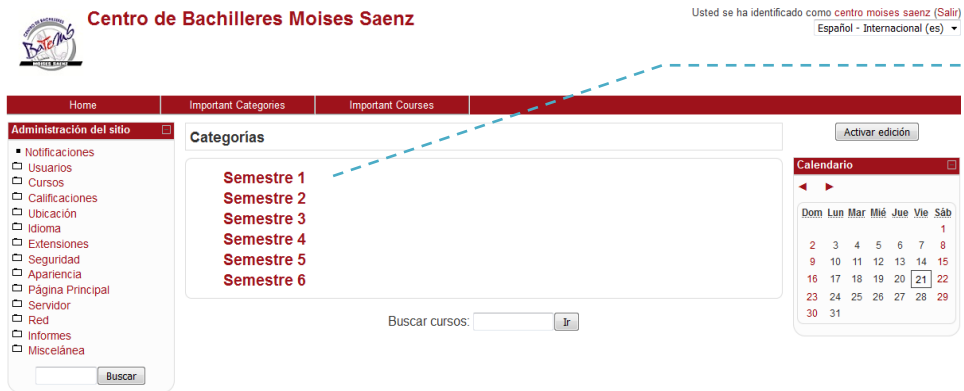 Centro de Bachilleres Moises Saenz
Usted se ha identificado como centro moises saenz (Salir)
Español - Internacional (es)
BateMS
MOISES SAENZ
Home
Important Categories
Important Courses
Administración del sitio
Notificaciones
Usuarios
Cursos
Calificaciones
Ubicación
Idioma
Extensiones
Seguridad
Apariencia
Página Principal
Servidor
Red
Informes
Miscelánea
Buscar
Categorías
Semestre 1
Semestre 2
Semestre 3
Semestre 4
Semestre 5
Semestre 6
Buscar cursos:
Ir
Activar edición
Calendario
Dom Lun Mar Mié Jue Vie Sáb
1
2 3 4 5 6 7 8
9 10 11 12 13 14 15
16 17 18 19 20 21 22
23 24 25 26 27 28 29
30 31